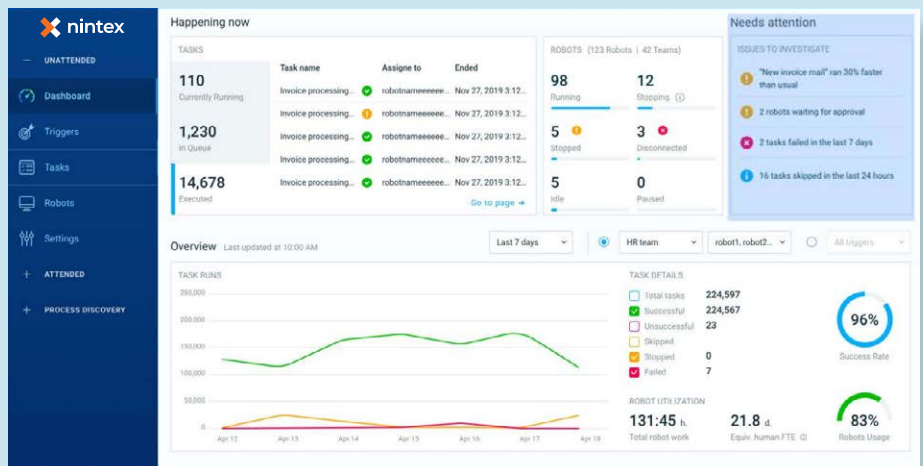 nintex
UNATTENDED
Dashboard
Triggers
Tasks
Robots
Settings
ATTENDED
PROCESS DISCOVERY
Happening now
TASKS
110
Currently Running
1,230
In Queue
14,678
Executed
Task name Assigne to Ended
Invoice processing... robotnameeeeee... Nov 27, 2019 3:12...
Invoice processing... robotnameeeeee... Nov 27, 2019 3:12...
Invoice processing... robotnameeeeee... Nov 27, 2019 3:12...
Invoice processing... robotnameeeeee... Nov 27, 2019 3:12...
Invoice processing... robotnameeeeee... Nov 27, 2019 3:12...
Go to page →
ROBOTS (123 Robots | 42 Teams)
98 12
Running Stopping
5 3
Stopped Disconnected
5 0
Idle Paused
Needs attention
ISSUES TO INVESTIGATE
"New invoice mail" ran 30% faster
than usual
2 robots waiting for approval
2 tasks failed in the last 7 days
16 tasks skipped in the last 24 hours
Overview Last updated at 10:00 AM
Last 7 days HR team robot1, robot2... All triggers
TASK RUNS
250,000
200,000
150,000
100,000
50,000
0
Apr 12 Apr 13 Apr 14 Apr 15 Apr 16 Apr 17 Apr 18
TASK DETAILS
Total tasks 224,597
Successful 224,567
Unsuccessful 23
Skipped
Stopped 0
Failed 7
96%
Success Rate
ROBOT UTILIZATION
131:45 h. 21.8 d.
Total robot work Equiv. human FTE
83%
Robots Usage